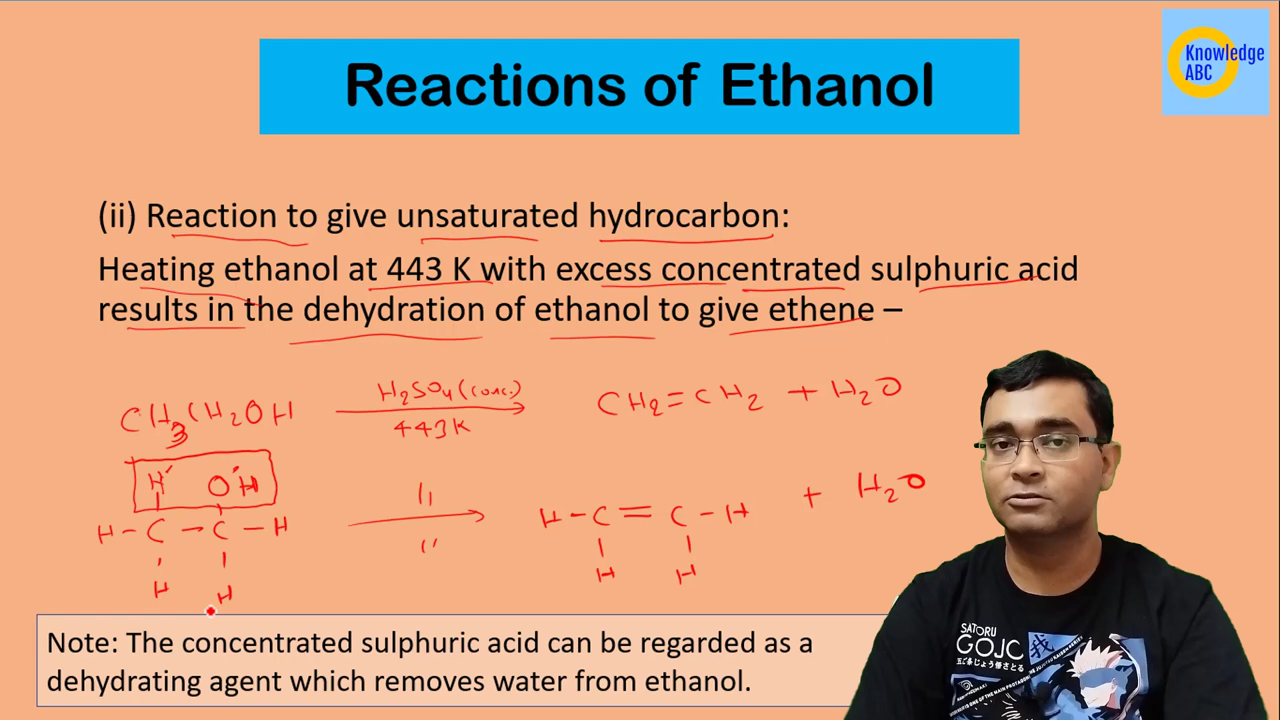 Reactions of Ethanol
Knowledge
ABC
(ii) Reaction to give unsaturated hydrocarbon:
Heating ethanol at 443 K with excess concentrated sulphuric acid
results in the dehydration of ethanol to give ethene –
H₂SO₄(conc.)
CH₃CH₂OH
443K
CH₂=CH₂ + H₂O
H OH
H-C-C-H
H H
H-C=C-H + H₂O
H H
Note: The concentrated sulphuric acid can be regarded as a
dehydrating agent which removes water from ethanol.
SATORU
GOJO